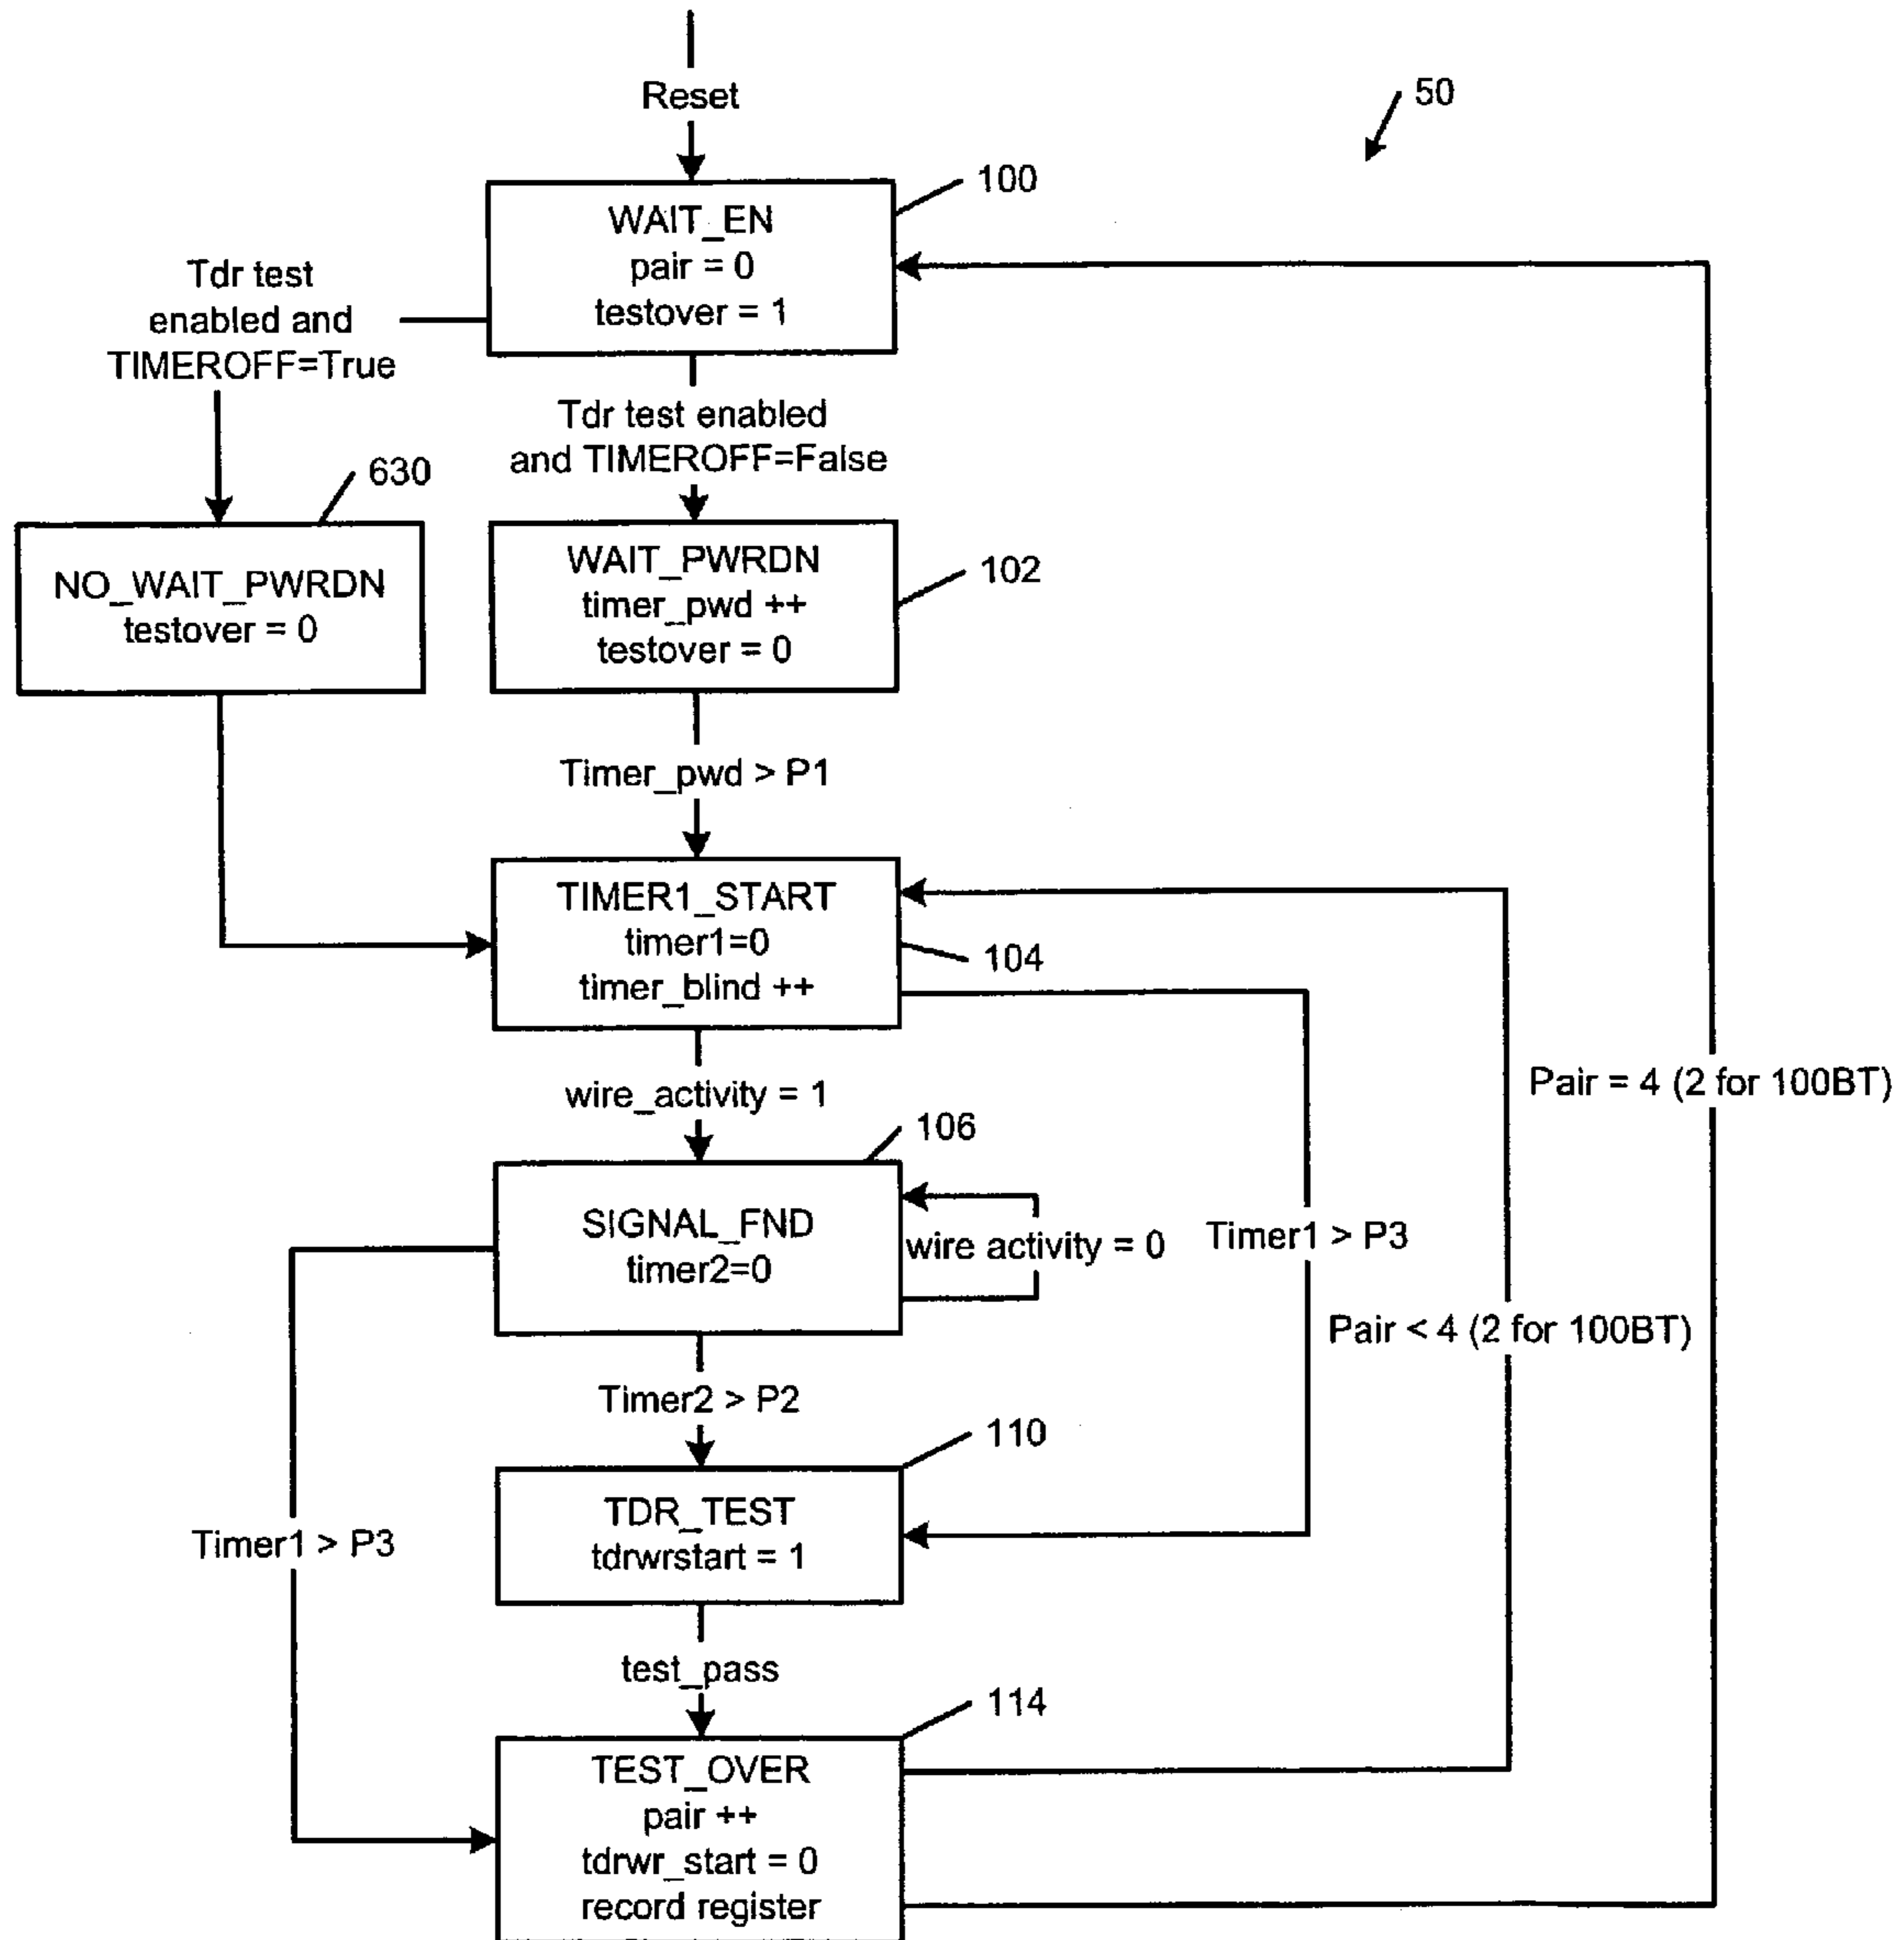 Reset
50
100
WAIT_EN
pair = 0
testover = 1
Tdr test
enabled and
TIMEROFF=True
Tdr test enabled
and TIMEROFF=False
630
NO_WAIT_PWRDN
testover = 0
WAIT_PWRDN
timer_pwd ++
testover = 0
102
Timer_pwd > P1
TIMER1_START
timer1=0
timer_blind ++
104
wire_activity = 1
Pair = 4 (2 for 100BT)
106
SIGNAL_FND
timer2=0
wire activity = 0
Timer1 > P3
Pair < 4 (2 for 100BT)
Timer2 > P2
110
TDR_TEST
tdrwrstart = 1
Timer1 > P3
test_pass
114
TEST_OVER
pair ++
tdrwr_start = 0
record register